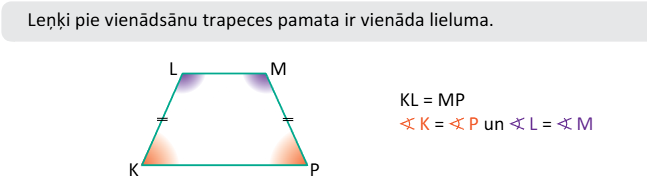 Leņķi pie vienādsānu trapeces pamata ir vienāda lieluma.
L M
KL = MP
∢ K = ∢ P un ∢ L = ∢ M
K P